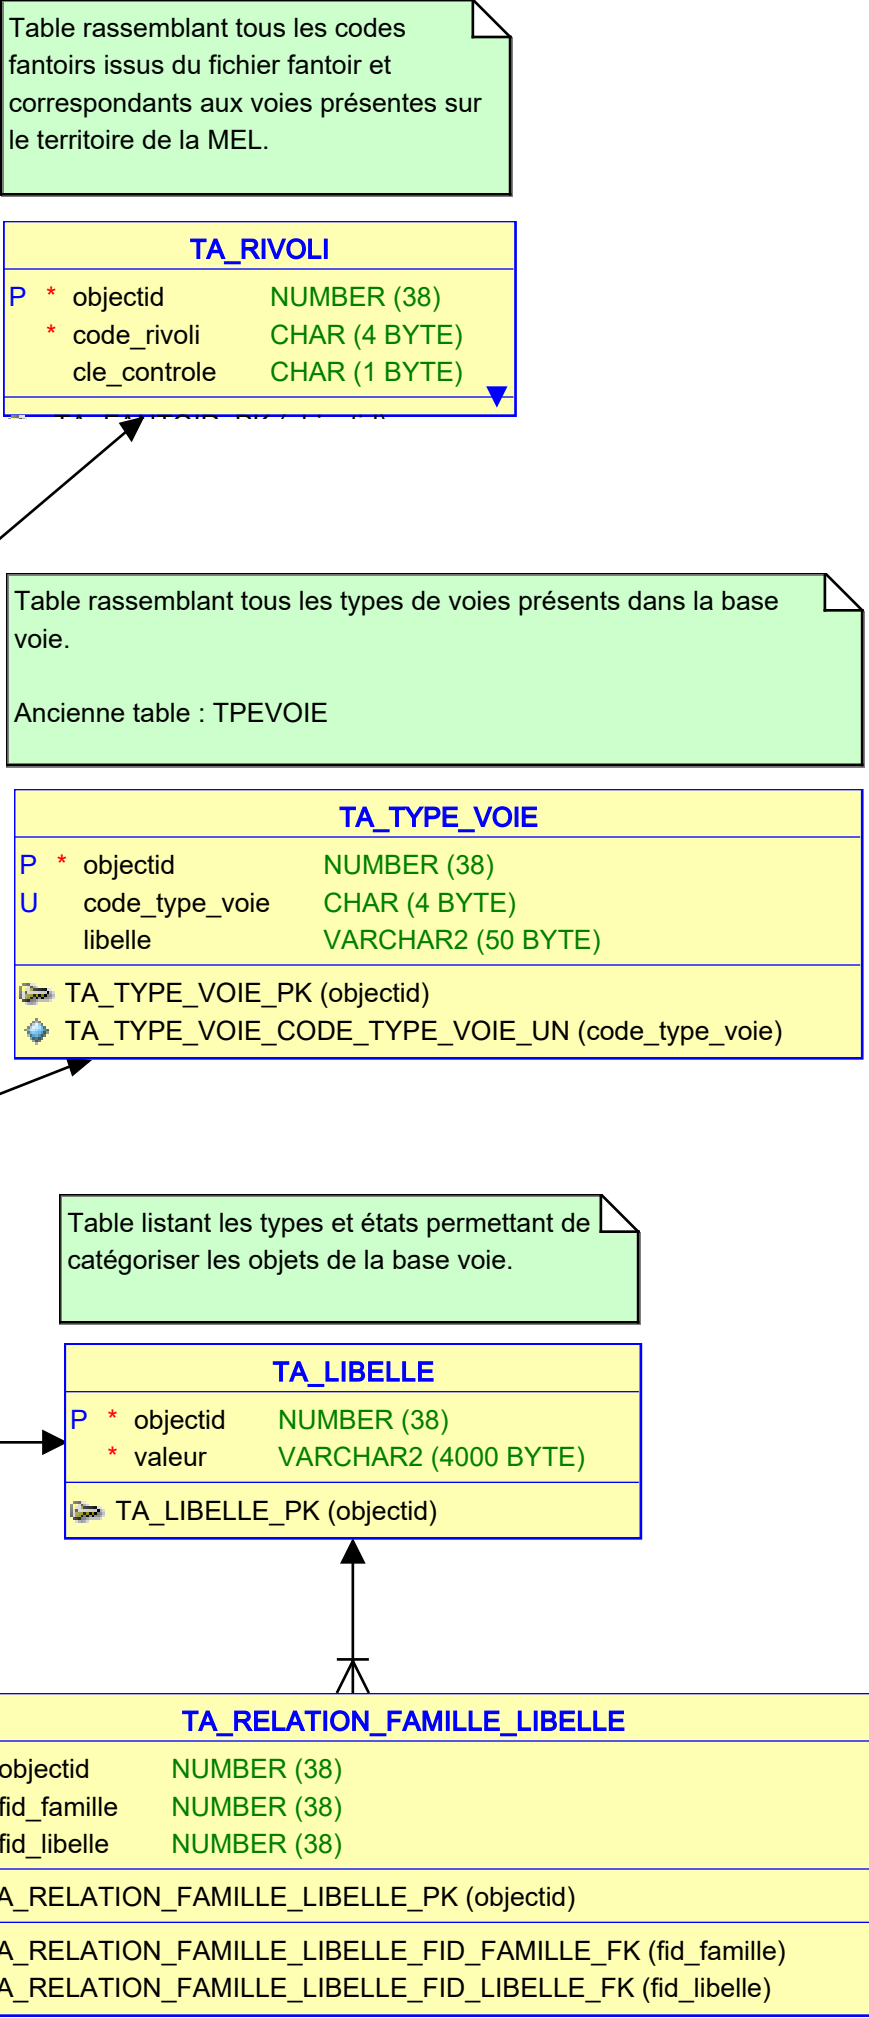 Table rassemblant tous les codes
fantoirs issus du fichier fantoir et
correspondants aux voies présentes sur
le territoire de la MEL.
TA_RIVOLI
P * objectid NUMBER (38)
* code_rivoli CHAR (4 BYTE)
cle_controle CHAR (1 BYTE)
Table rassemblant tous les types de voies présents dans la base
voie.
Ancienne table : TPEVOIE
TA_TYPE_VOIE
P * objectid NUMBER (38)
U code_type_voie CHAR (4 BYTE)
libelle VARCHAR2 (50 BYTE)
TA_TYPE_VOIE_PK (objectid)
TA_TYPE_VOIE_CODE_TYPE_VOIE_UN (code_type_voie)
Table listant les types et états permettant de
catégoriser les objets de la base voie.
TA_LIBELLE
P * objectid NUMBER (38)
* valeur VARCHAR2 (4000 BYTE)
TA_LIBELLE_PK (objectid)
TA_RELATION_FAMILLE_LIBELLE
objectid NUMBER (38)
fid_famille NUMBER (38)
fid_libelle NUMBER (38)
A_RELATION_FAMILLE_LIBELLE_PK (objectid)
A_RELATION_FAMILLE_LIBELLE_FID_FAMILLE_FK (fid_famille)
A_RELATION_FAMILLE_LIBELLE_FID_LIBELLE_FK (fid_libelle)